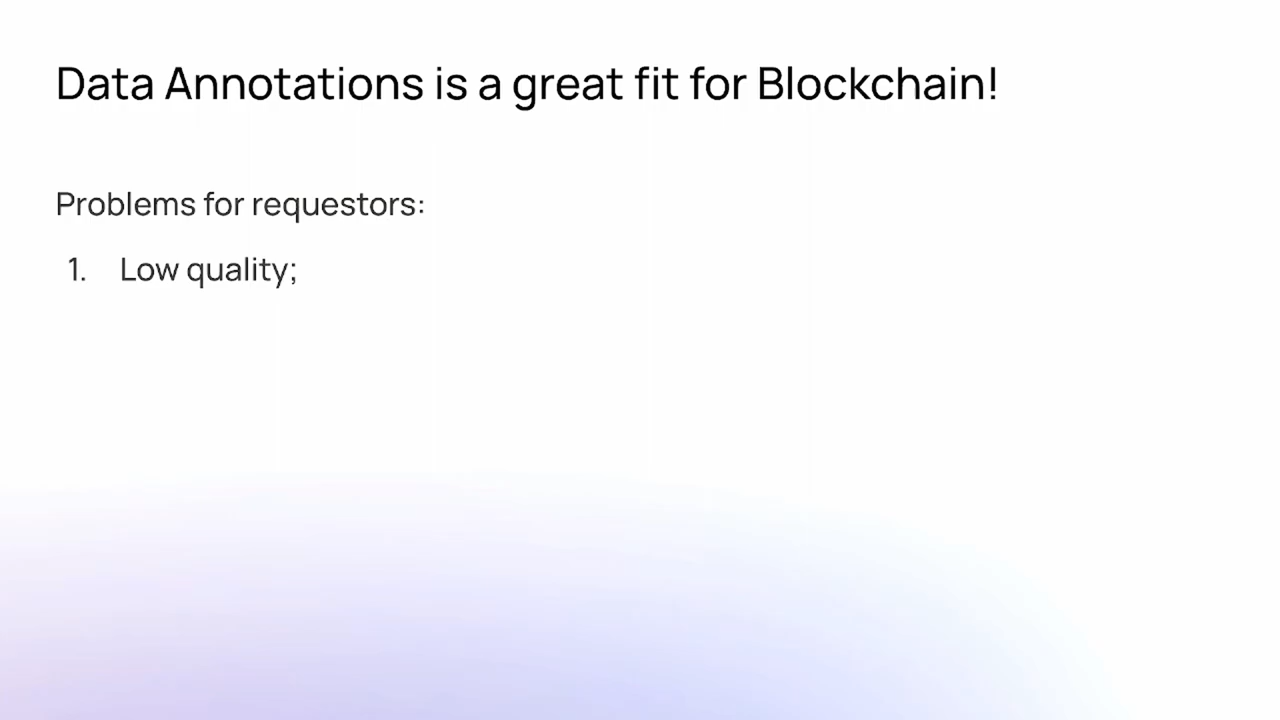 Data Annotations is a great fit for Blockchain!
Problems for requestors:
1. Low quality;